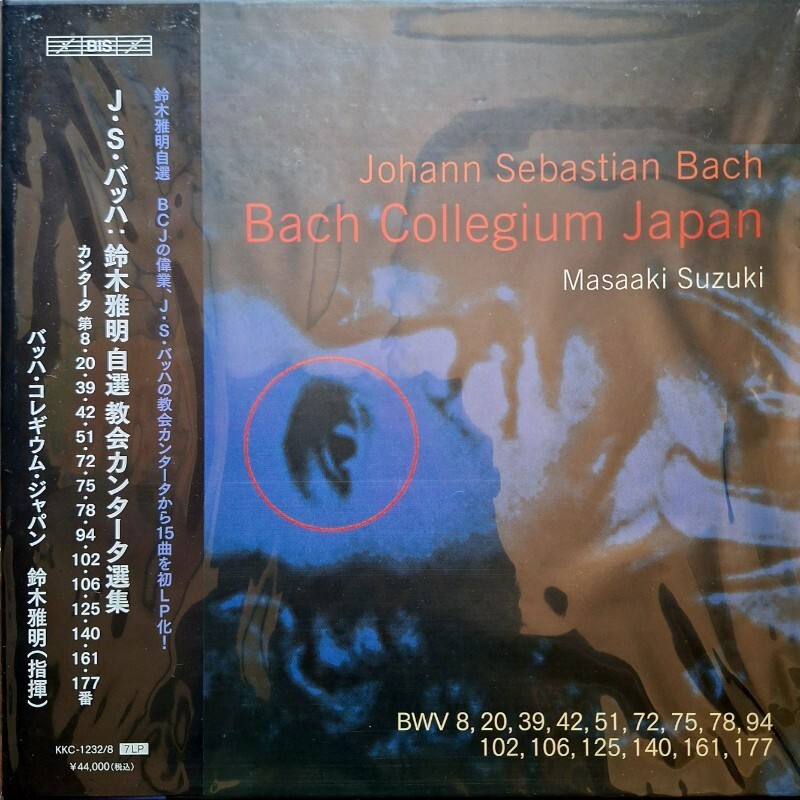 BIS
鈴木雅明自選 BCJの偉業、J・S・バッハの教会カンタータから15曲を初LP化!
J・S・バッハ:鈴木雅明 自選 教会カンタータ選集
カンタータ 第8・20・39・42・51・72・75・78・94・102・106・125・140・161・177番
バッハ・コレギウム・ジャパン 鈴木雅明(指揮)
KKC-1232/8 7LP
¥44,000(税込)
Johann Sebastian Bach
Bach Collegium Japan
Masaaki Suzuki
BWV 8, 20, 39, 42, 51, 72, 75, 78, 94
102, 106, 125, 140, 161, 177